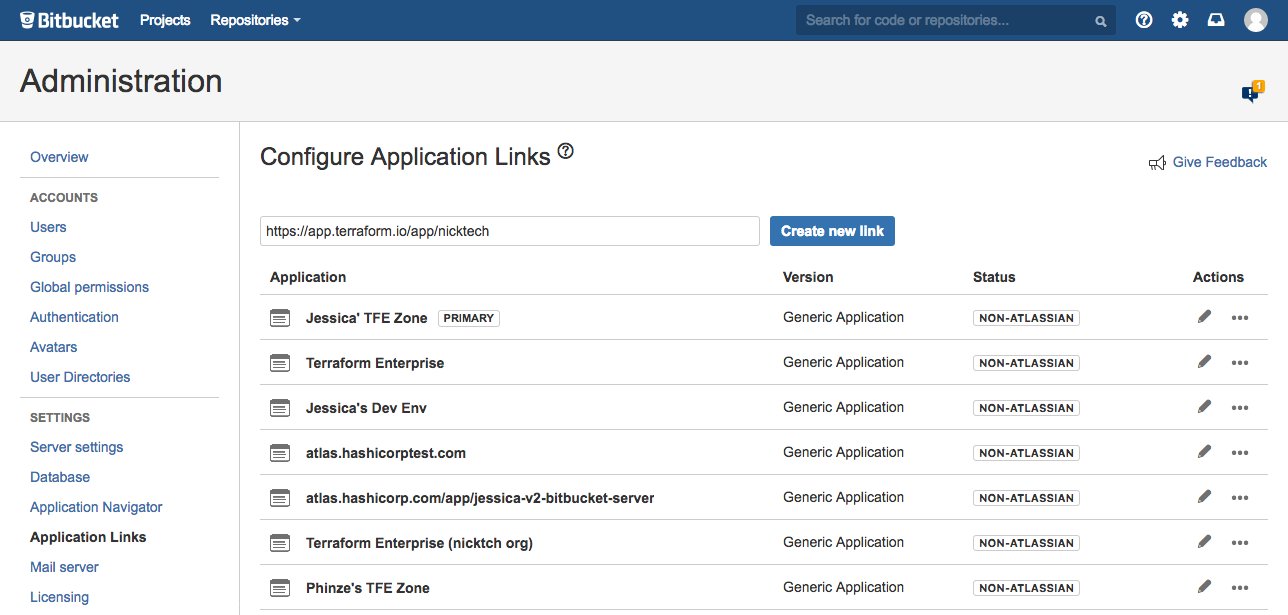 Bitbucket Projects Repositories Search for code or repositories...
Administration
1
Overview
ACCOUNTS
Users
Groups
Global permissions
Authentication
Avatars
User Directories
SETTINGS
Server settings
Database
Application Navigator
Application Links
Mail server
Licensing
Configure Application Links ?
Give Feedback
https://app.terraform.io/app/nicktech Create new link
Application Version Status Actions
Jessica' TFE Zone PRIMARY Generic Application NON-ATLASSIAN
Terraform Enterprise Generic Application NON-ATLASSIAN
Jessica's Dev Env Generic Application NON-ATLASSIAN
atlas.hashicorptest.com Generic Application NON-ATLASSIAN
atlas.hashicorp.com/app/jessica-v2-bitbucket-server Generic Application NON-ATLASSIAN
Terraform Enterprise (nicktch org) Generic Application NON-ATLASSIAN
Phinze's TFE Zone Generic Application NON-ATLASSIAN